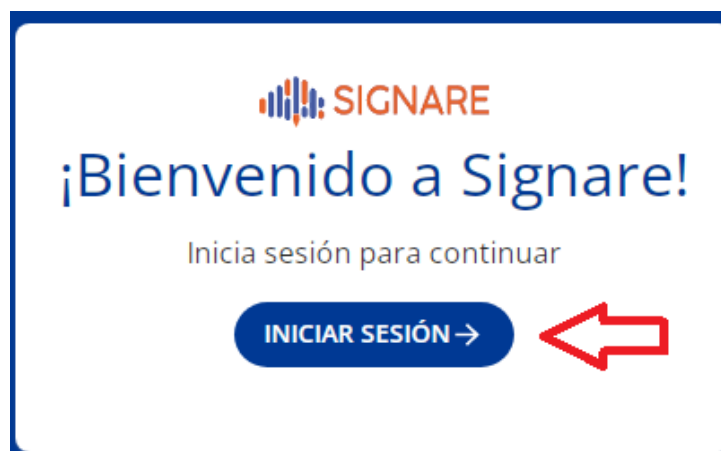 SIGNARE
¡Bienvenido a Signare!
Inicia sesión para continuar
INICIAR SESIÓN→